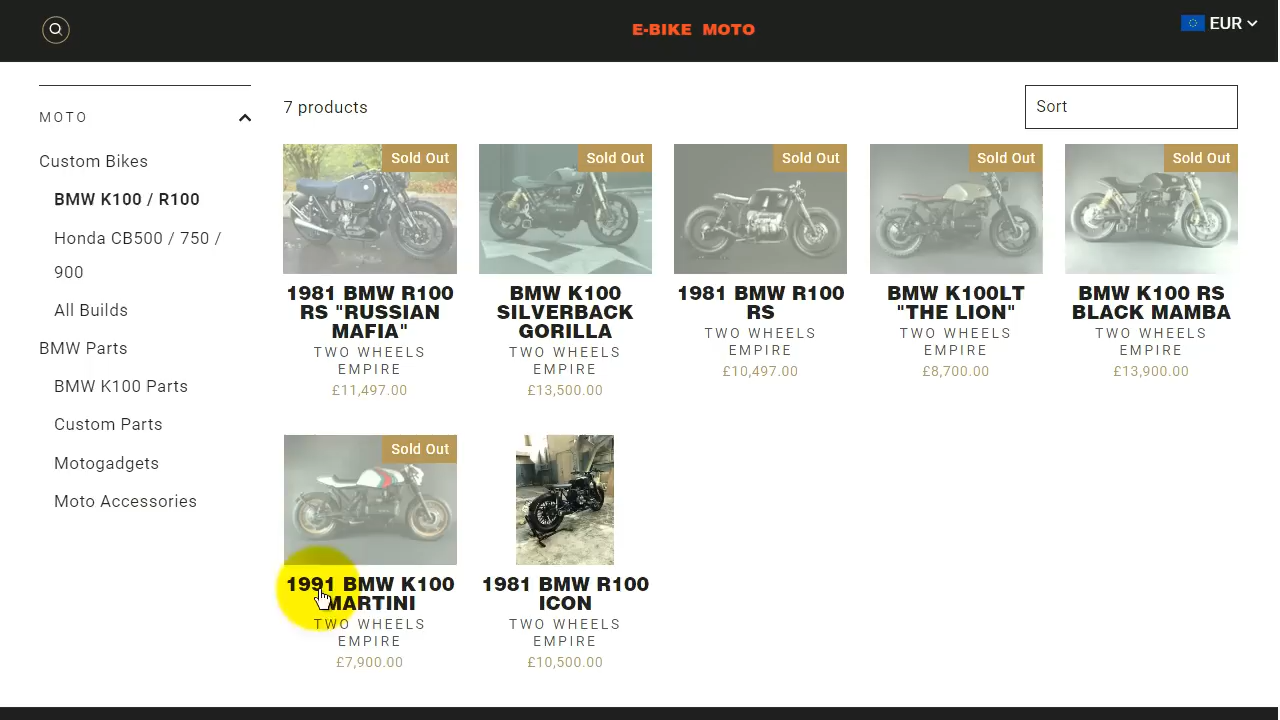 E-BIKE MOTO
EUR
MOTO
Custom Bikes
BMW K100 / R100
Honda CB500 / 750 /
900
All Builds
BMW Parts
BMW K100 Parts
Custom Parts
Motogadgets
Moto Accessories
7 products
Sort
Sold Out
1981 BMW R100
RS "RUSSIAN
MAFIA"
TWO WHEELS
EMPIRE
£11,497.00
Sold Out
BMW K100
SILVERBACK
GORILLA
TWO WHEELS
EMPIRE
£13,500.00
Sold Out
1981 BMW R100
RS
TWO WHEELS
EMPIRE
£10,497.00
Sold Out
BMW K100LT
"THE LION"
TWO WHEELS
EMPIRE
£8,700.00
Sold Out
BMW K100 RS
BLACK MAMBA
TWO WHEELS
EMPIRE
£13,900.00
Sold Out
1991 BMW K100
MARTINI
TWO WHEELS
EMPIRE
£7,900.00
1981 BMW R100
ICON
TWO WHEELS
EMPIRE
£10,500.00